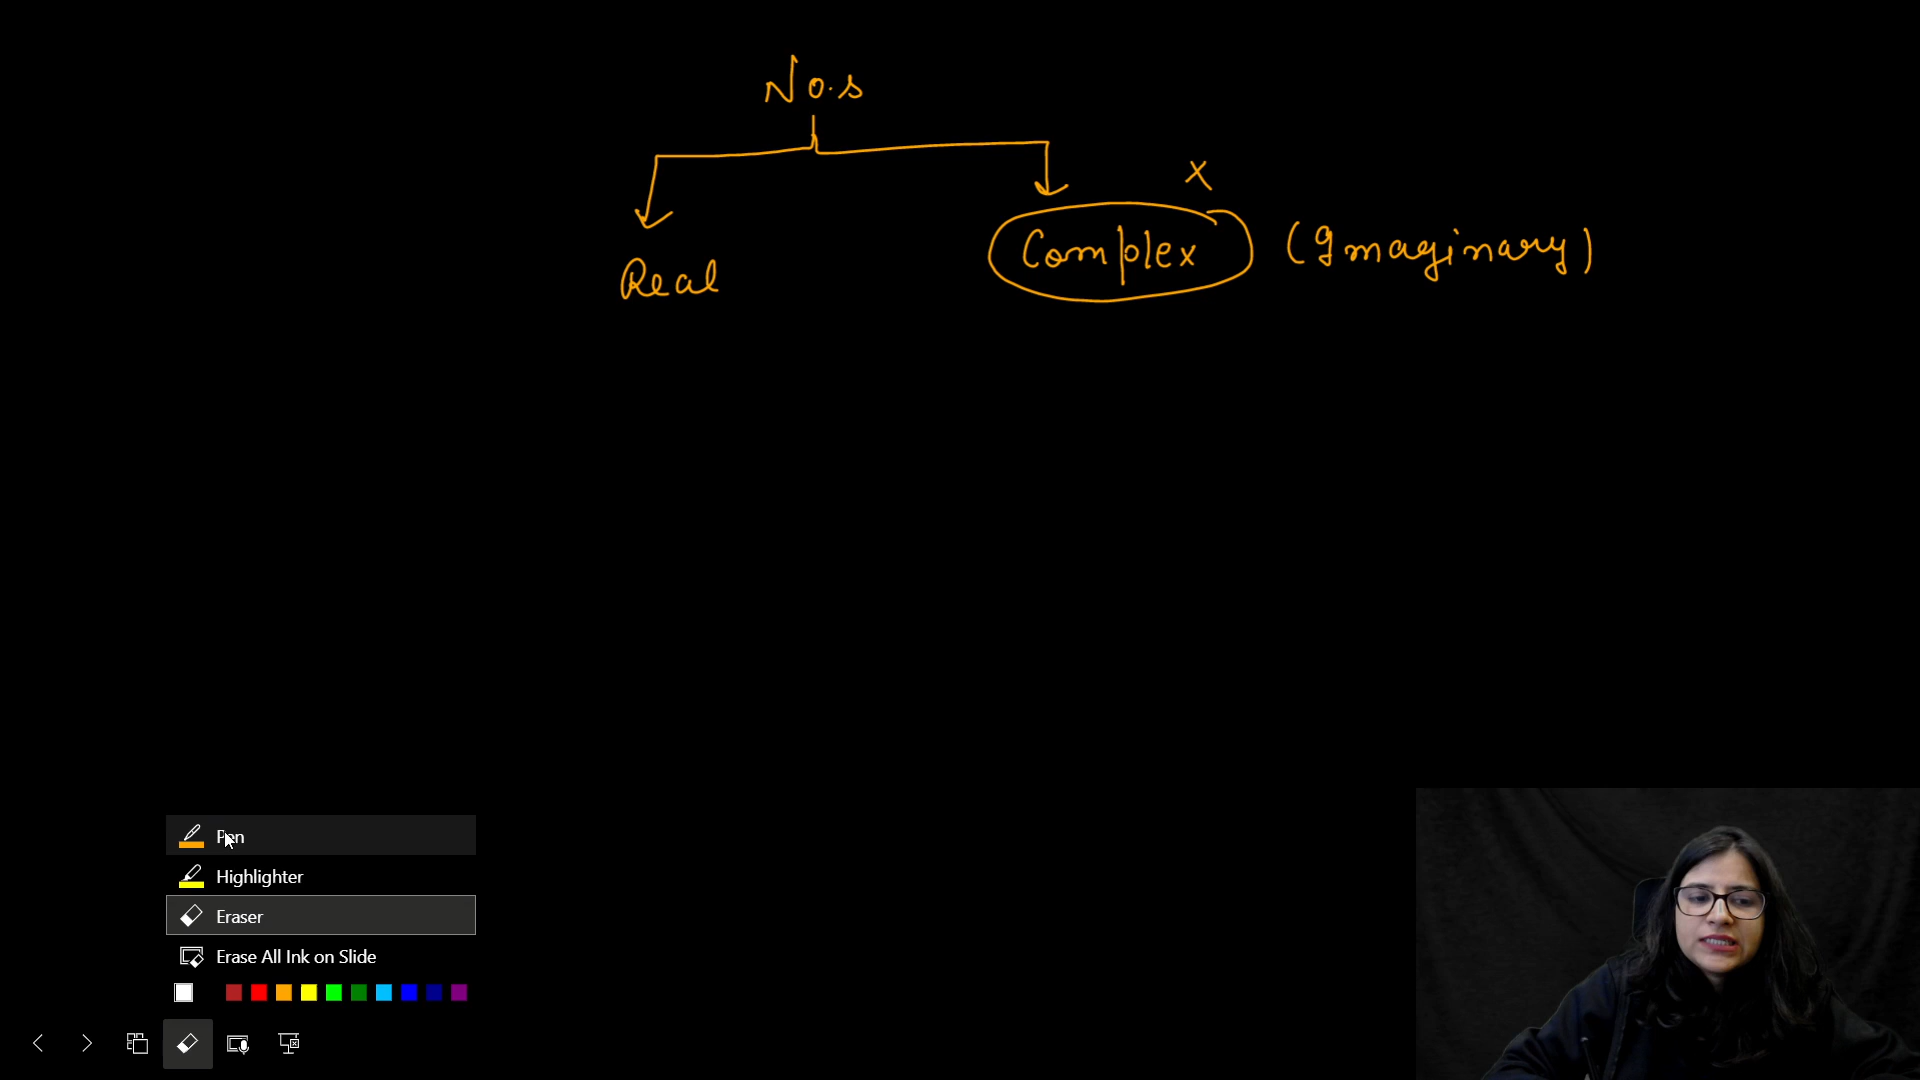 No.s
x
Real
Complex
(Imaginary)
Pen
Highlighter
Eraser
Erase All Ink on Slide